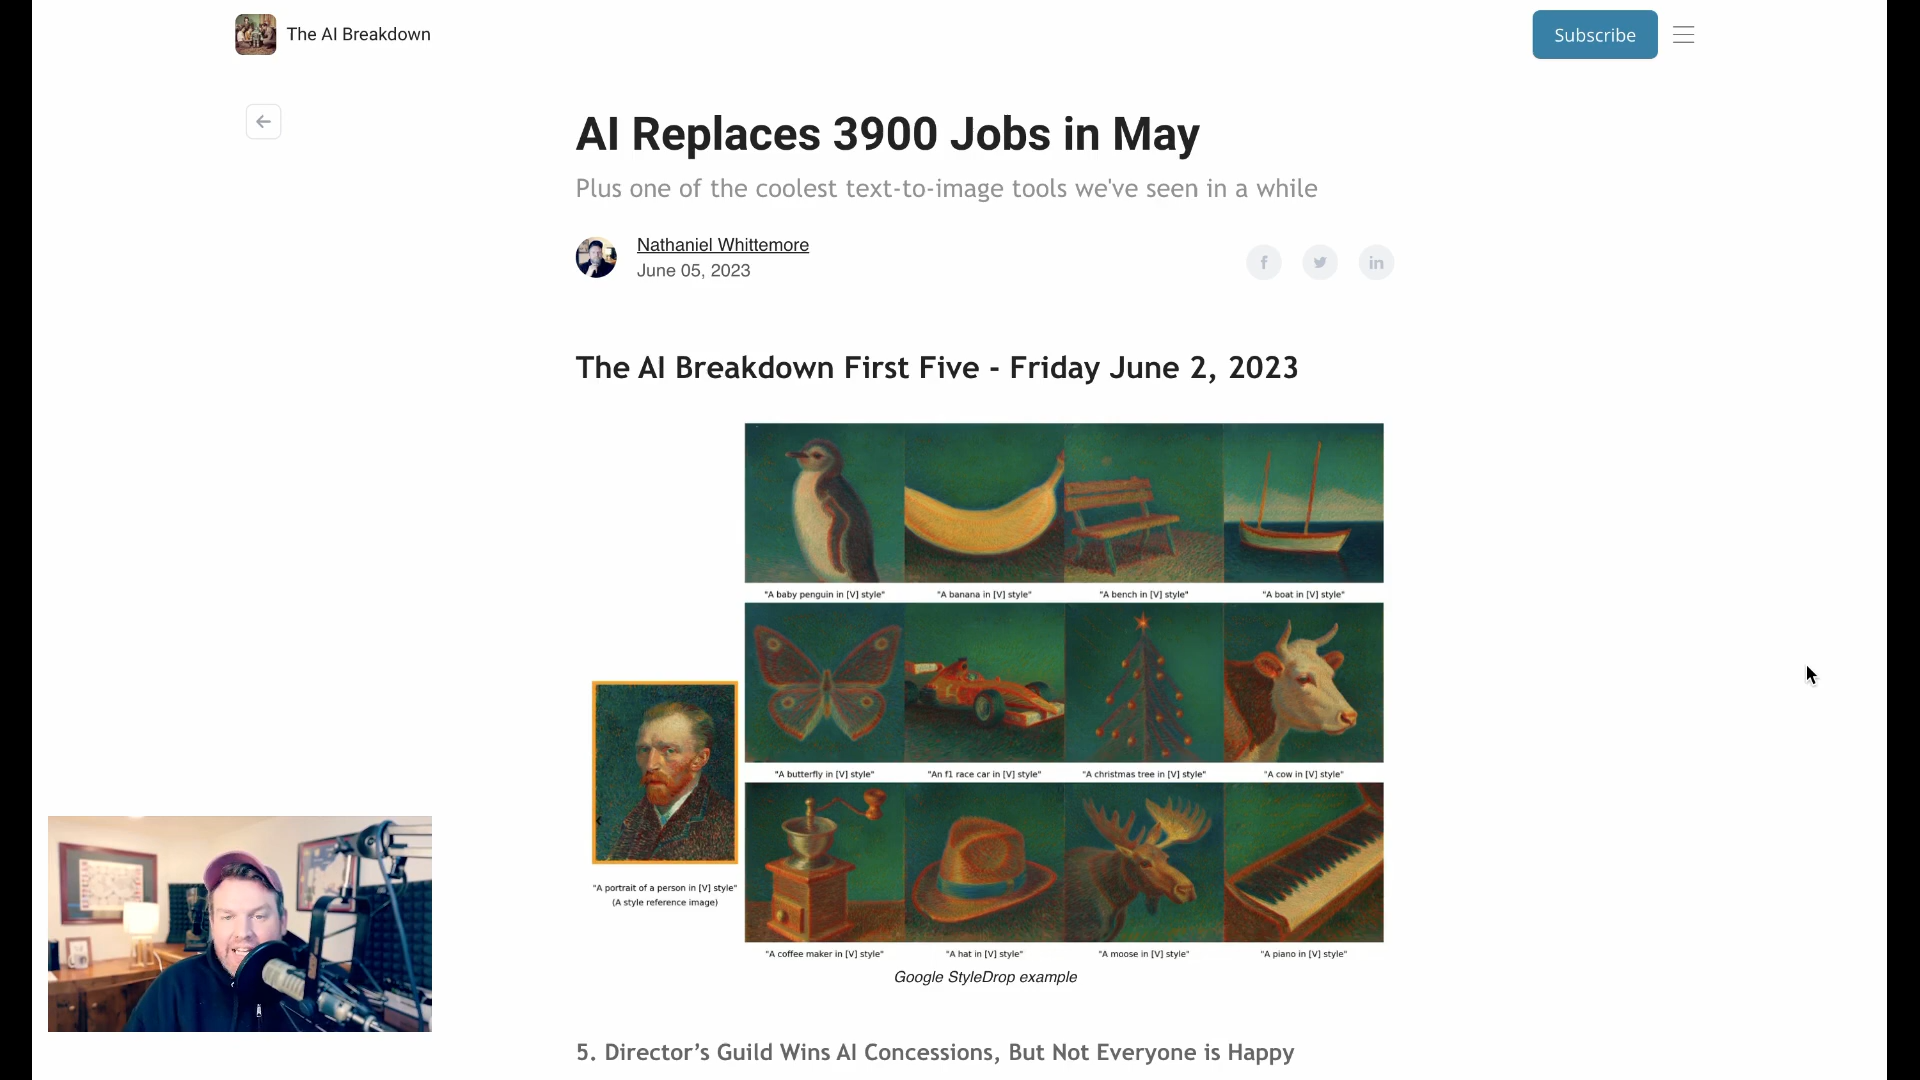 The AI Breakdown
Subscribe
AI Replaces 3900 Jobs in May
Plus one of the coolest text-to-image tools we've seen in a while
Nathaniel Whittemore
June 05, 2023
The AI Breakdown First Five - Friday June 2, 2023
"A baby penguin in [V] style"
"A banana in [V] style"
"A bench in [V] style"
"A boat in [V] style"
"A butterfly in [V] style"
"An f1 race car in [V] style"
"A christmas tree in [V] style"
"A cow in [V] style"
"A portrait of a person in [V] style"
(A style reference image)
"A coffee maker in [V] style"
"A hat in [V] style"
"A moose in [V] style"
"A piano in [V] style"
Google StyleDrop example
5. Director’s Guild Wins AI Concessions, But Not Everyone is Happy